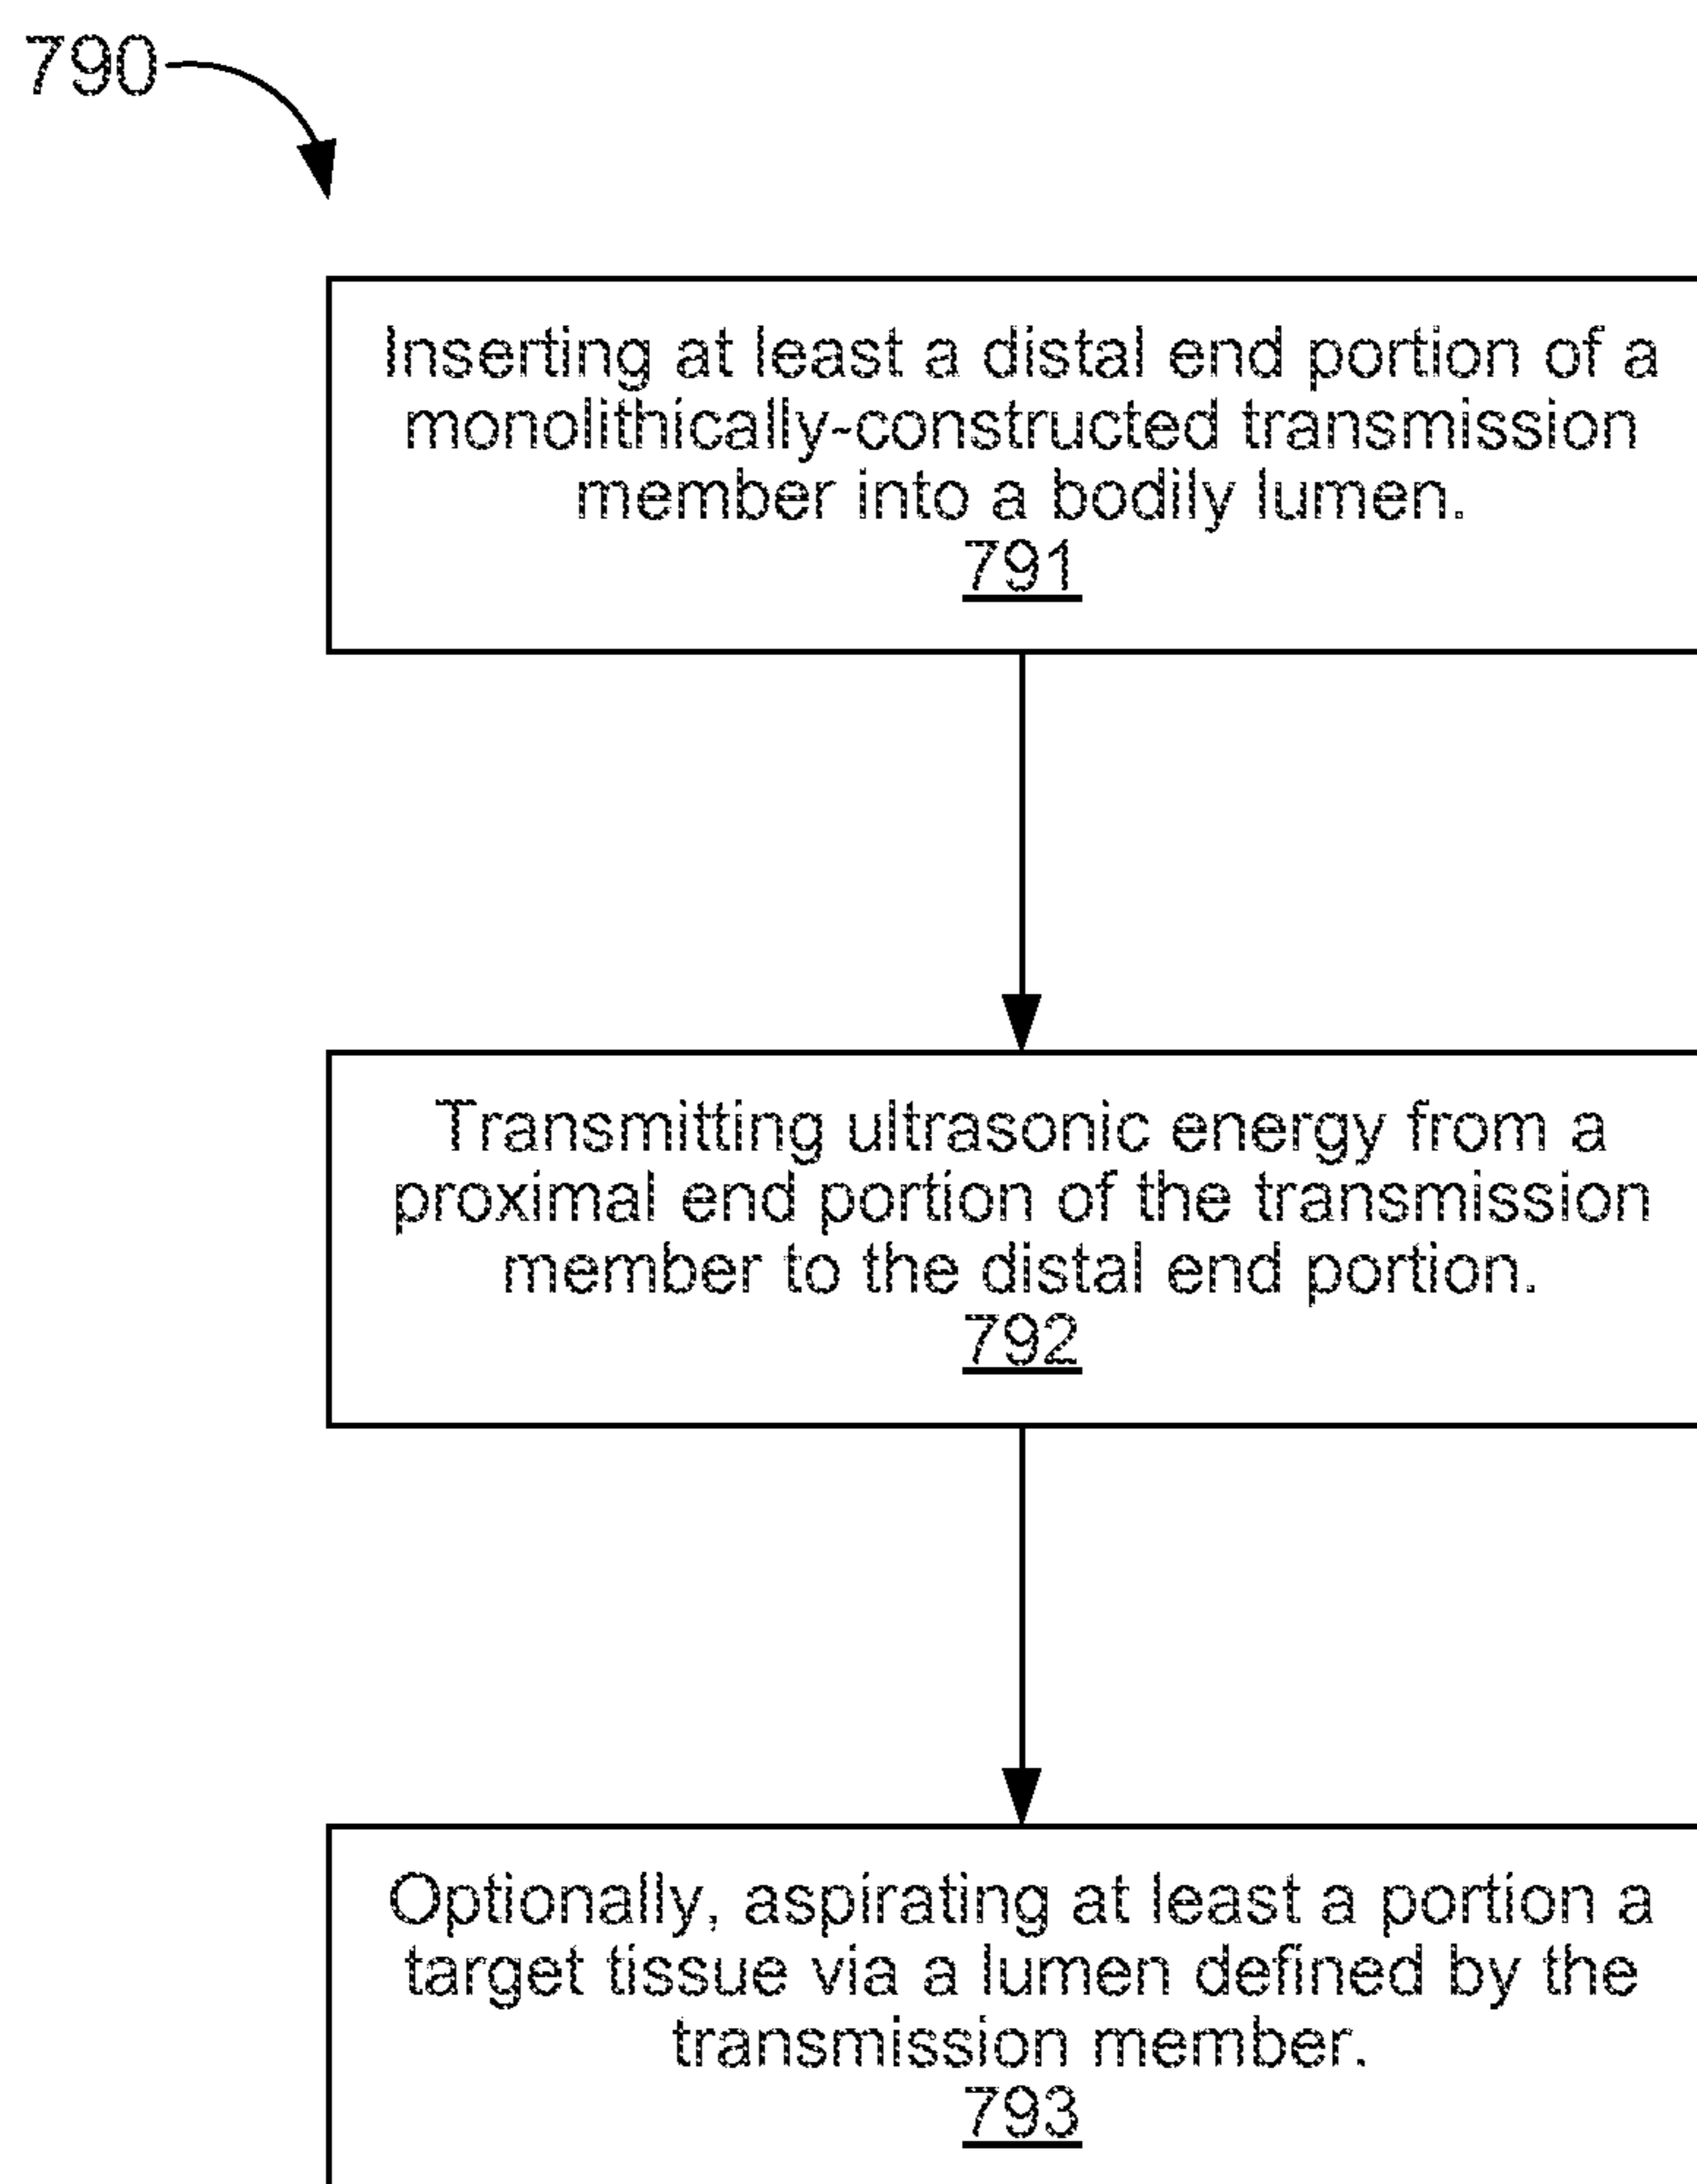 790
Inserting at least a distal end portion of a
monolithically-constructed transmission
member into a bodily lumen.
791
Transmitting ultrasonic energy from a
proximal end portion of the transmission
member to the distal end portion.
792
Optionally, aspirating at least a portion a
target tissue via a lumen defined by the
transmission member.
793